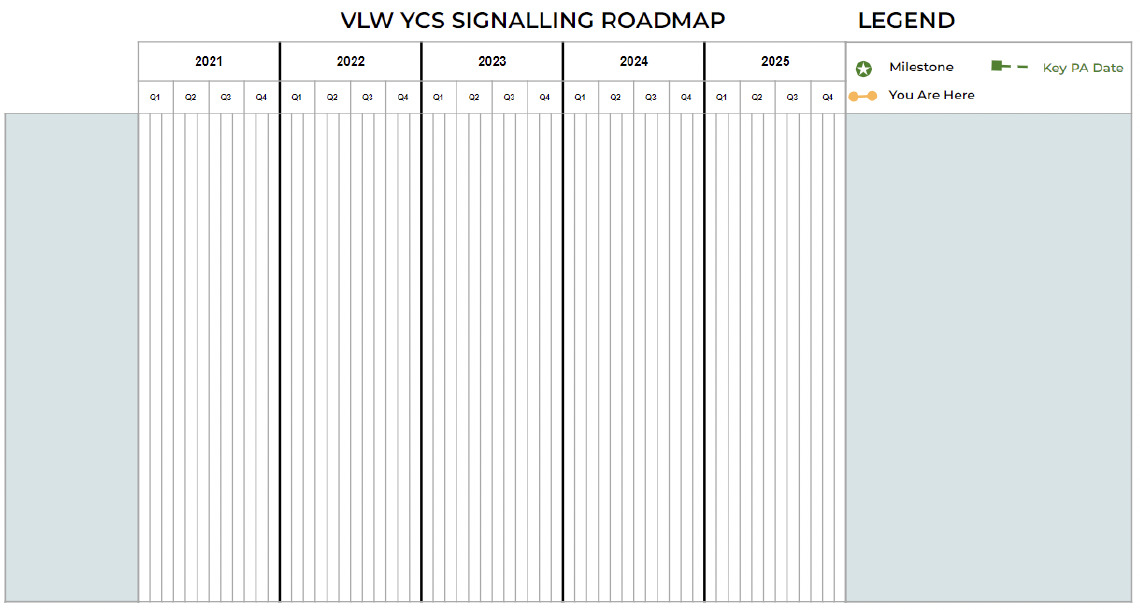 VLW YCS SIGNALLING ROADMAP
LEGEND
2021 2022 2023 2024 2025
Q1 Q2 Q3 Q4 Q1 Q2 Q3 Q4 Q1 Q2 Q3 Q4 Q1 Q2 Q3 Q4 Q1 Q2 Q3 Q4
Milestone
Key PA Date
You Are Here